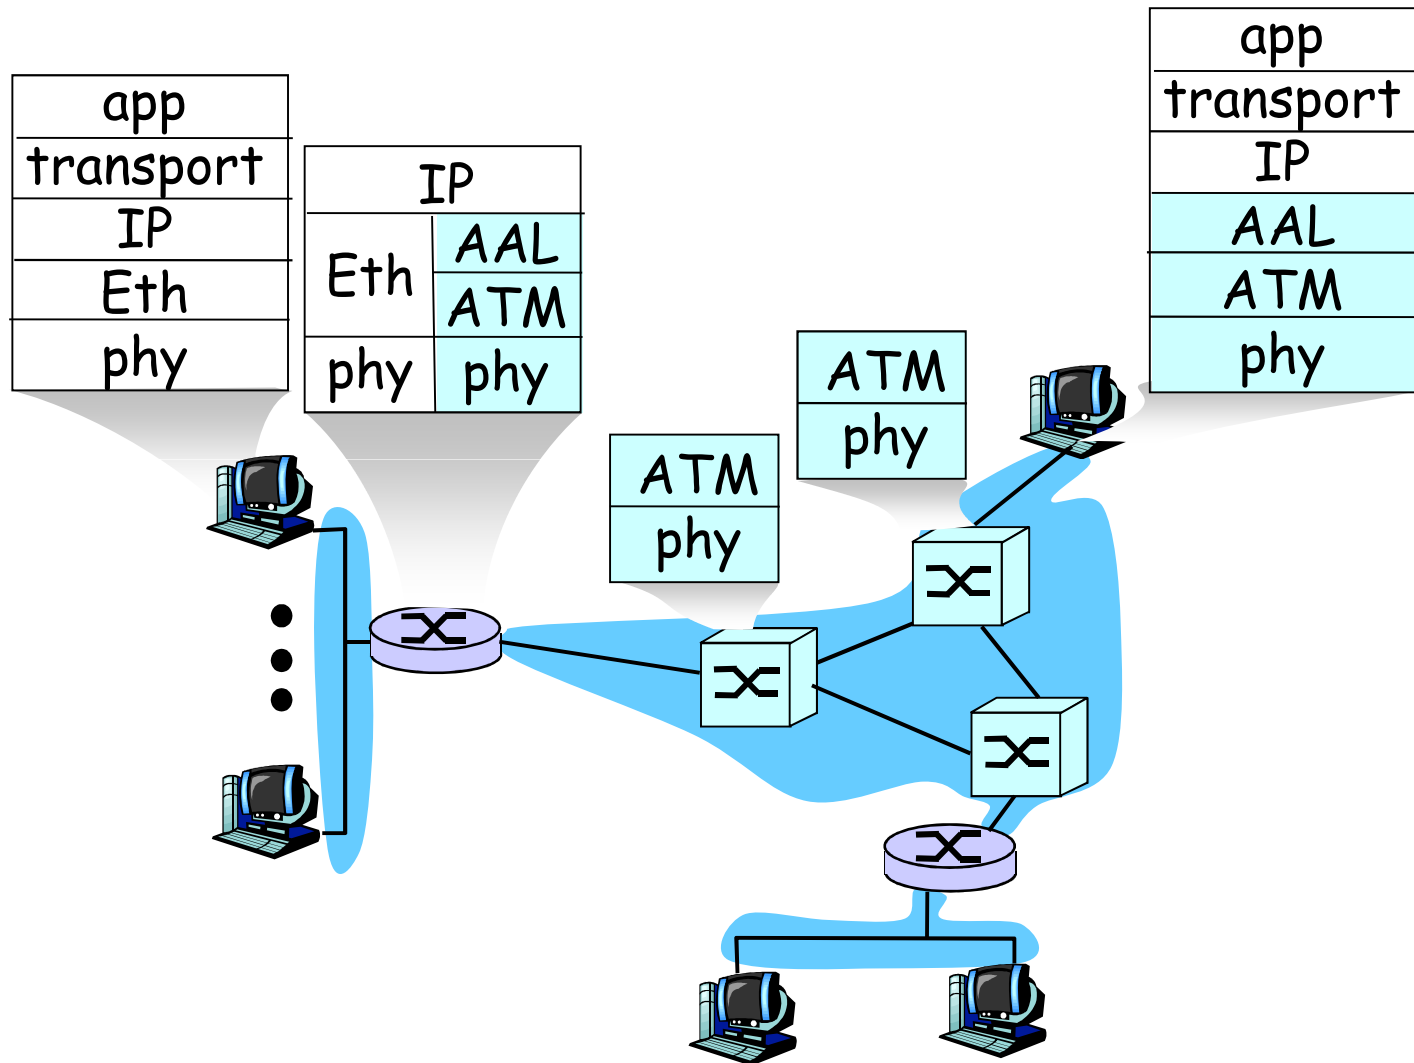 app
transport
IP
Eth
phy
IP
Eth
AAL
ATM
phy
phy
ATM
phy
ATM
phy
app
transport
IP
AAL
ATM
phy